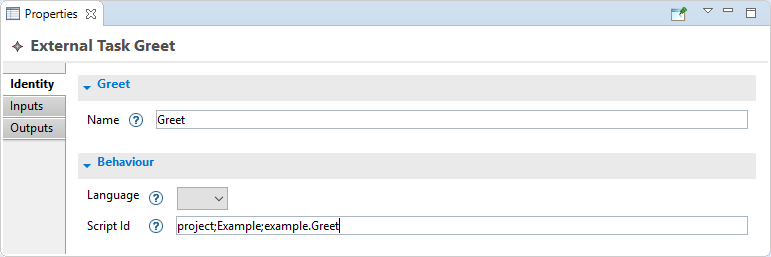 Properties
External Task Greet
Identity
Inputs
Outputs
Greet
Name ? Greet
Behaviour
Language ?
Script Id ? project;Example;example.Greet